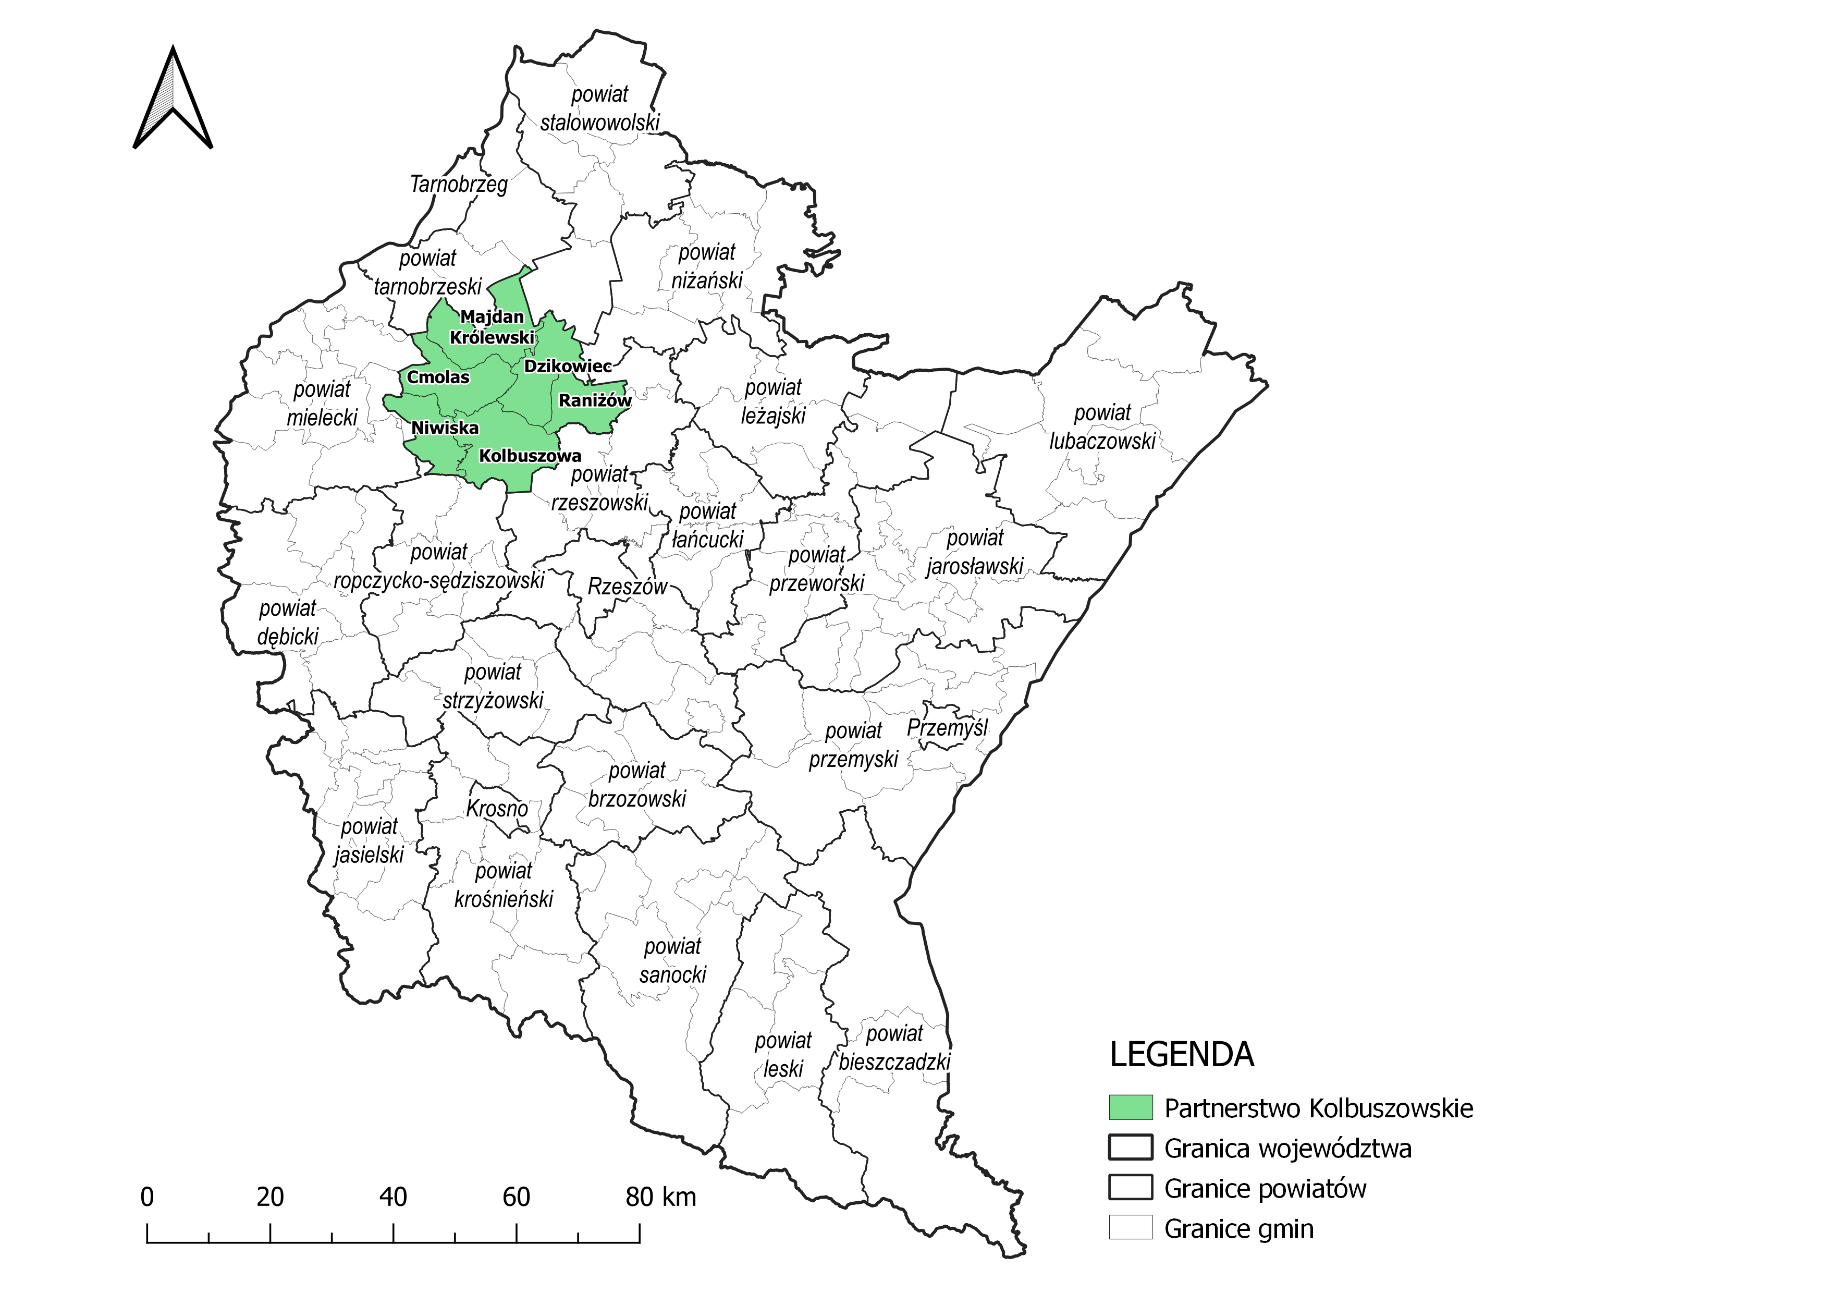 powiat
stalowowolski
Tarnobrzeg
powiat
tarnobrzeski
powiat
niżański
Majdan
Królewski
Dzikowiec
Cmolas
Raniżów
Niwiska
Kolbuszowa
powiat
mielecki
powiat
leżajski
powiat
lubaczowski
powiat
rzeszowski
powiat
łańcucki
powiat
ropczycko-sędziszowski
powiat
przeworski
powiat
jarosławski
Rzeszów
powiat
dębicki
powiat
strzyżowski
powiat
przemyski
Przemyśl
powiat
brzozowski
Krosno
powiat
jasielski
powiat
krośnieński
powiat
sanocki
powiat
leski
powiat
bieszczadzki
LEGENDA
Partnerstwo Kolbuszowskie
Granica województwa
Granice powiatów
Granice gmin
0 20 40 60 80 km